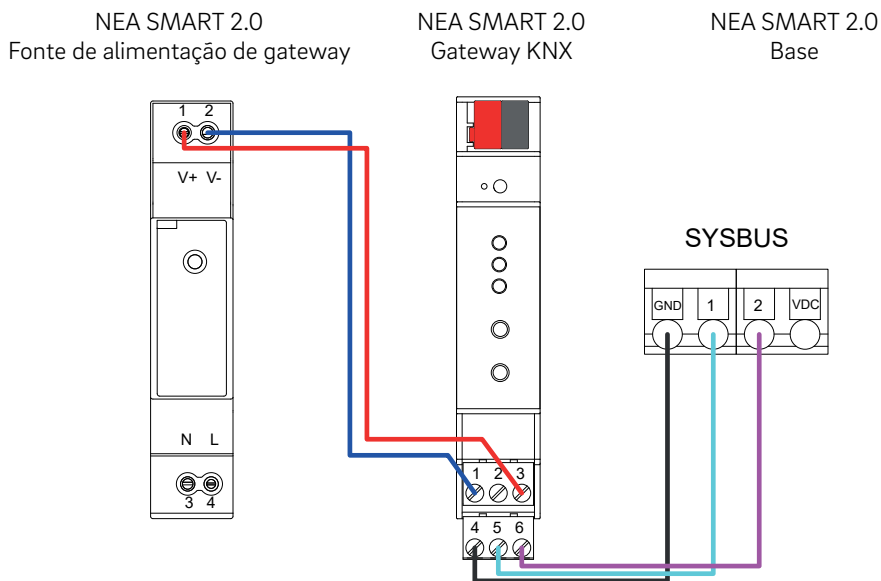 NEA SMART 2.0
Fonte de alimentação de gateway
NEA SMART 2.0
Gateway KNX
NEA SMART 2.0
Base
1 2
V+ V-
N L
3 4
1 2 3
4 5 6
SYSBUS
GND 1 2 VDC